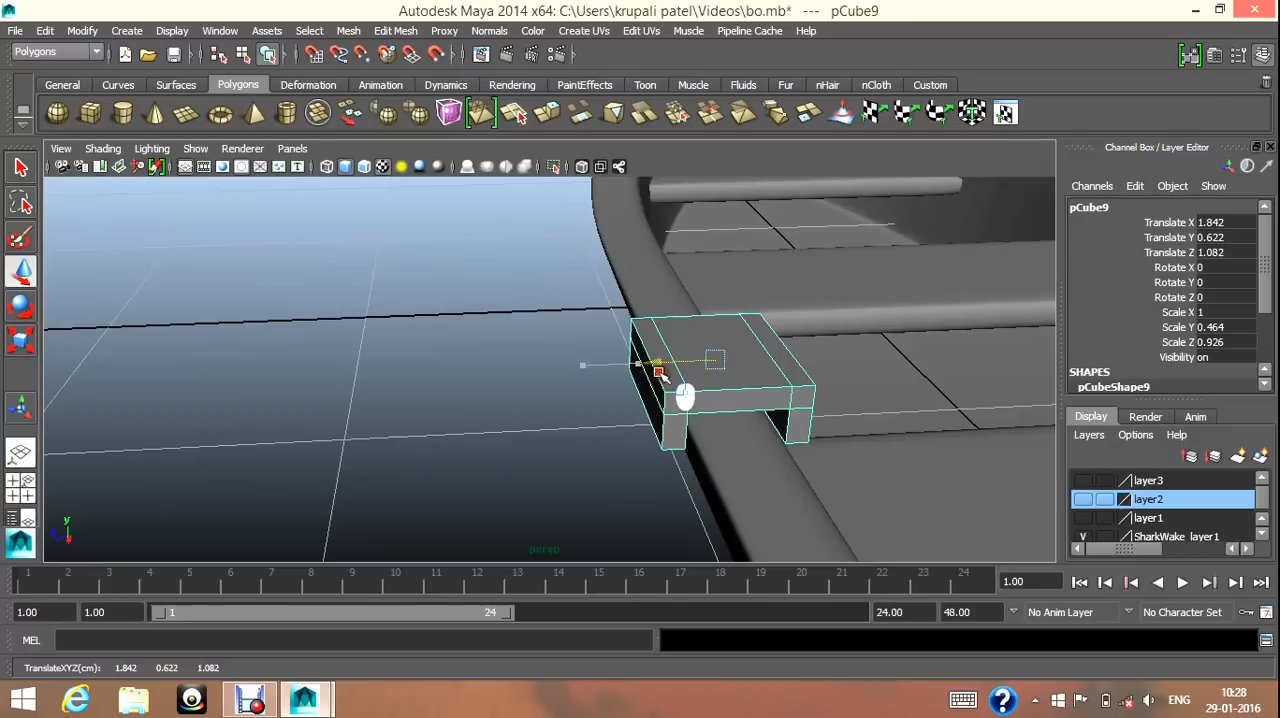 Autodesk Maya 2014 x64: C:\Users\krupali patel\Videos\bo.mb* --- pCube9
File Edit Modify Create Display Window Assets Select Mesh Edit Mesh Proxy Normals Color Create UVs Edit UVs Muscle Pipeline Cache Help
Polygons
General Curves Surfaces Polygons Deformation Animation Dynamics Rendering PaintEffects Toon Muscle Fluids Fur nHair nCloth Custom
View Shading Lighting Show Renderer Panels
Channel Box / Layer Editor
Channels Edit Object Show
pCube9
Translate X 1.842
Translate Y 0.622
Translate Z 1.082
Rotate X 0
Rotate Y 0
Rotate Z 0
Scale X 1
Scale Y 0.464
Scale Z 0.926
Visibility on
SHAPES
pCubeShape9
Display Render Anim
Layers Options Help
layer3
layer2
layer1
V SharkWake_layer1
y
persp
1 2 3 4 5 6 7 8 9 10 11 12 13 14 15 16 17 18 19 20 21 22 23 24
1.00
1.00 1.00 1 24 24.00 48.00 No Anim Layer No Character Set
MEL
TranslateXYZ(cm): 1.842 0.622 1.082
ENG
10:28
29-01-2016